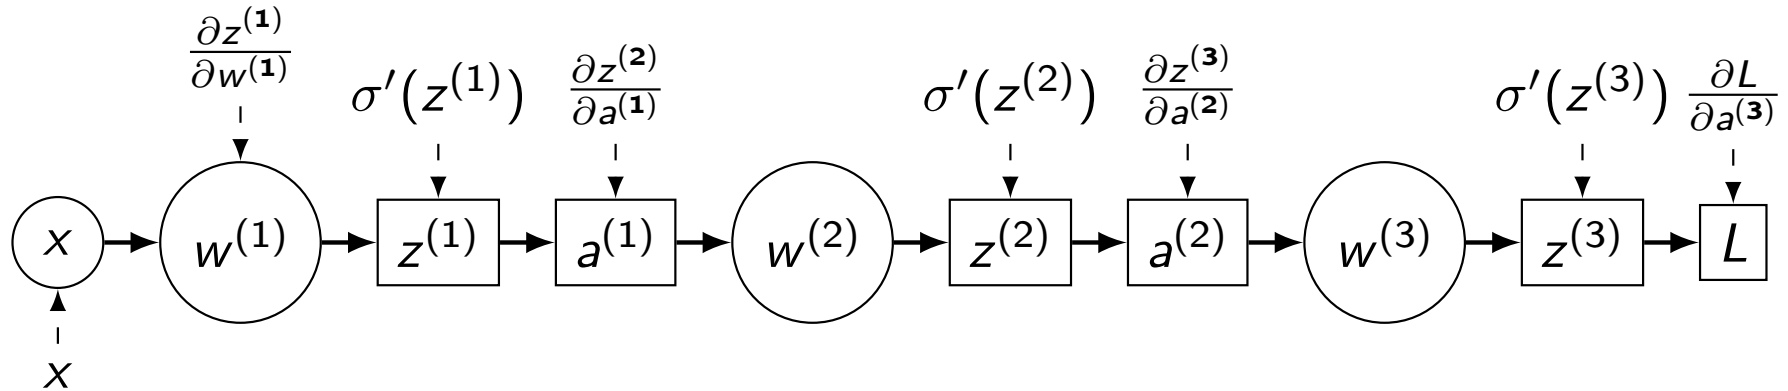 ∂z⁽¹⁾/∂w⁽¹⁾ σ′(z⁽¹⁾) ∂z⁽²⁾/∂a⁽¹⁾ σ′(z⁽²⁾) ∂z⁽³⁾/∂a⁽²⁾ σ′(z⁽³⁾) ∂L/∂a⁽³⁾
x w⁽¹⁾ z⁽¹⁾ a⁽¹⁾ w⁽²⁾ z⁽²⁾ a⁽²⁾ w⁽³⁾ z⁽³⁾ L
x